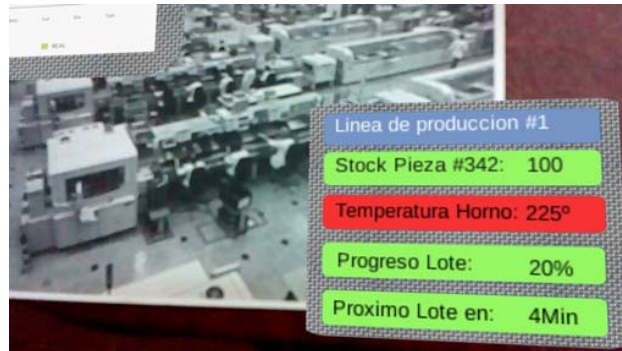 REAL
Linea de produccion #1
Stock Pieza #342: 100
Temperatura Horno: 225º
Progreso Lote: 20%
Proximo Lote en: 4Min